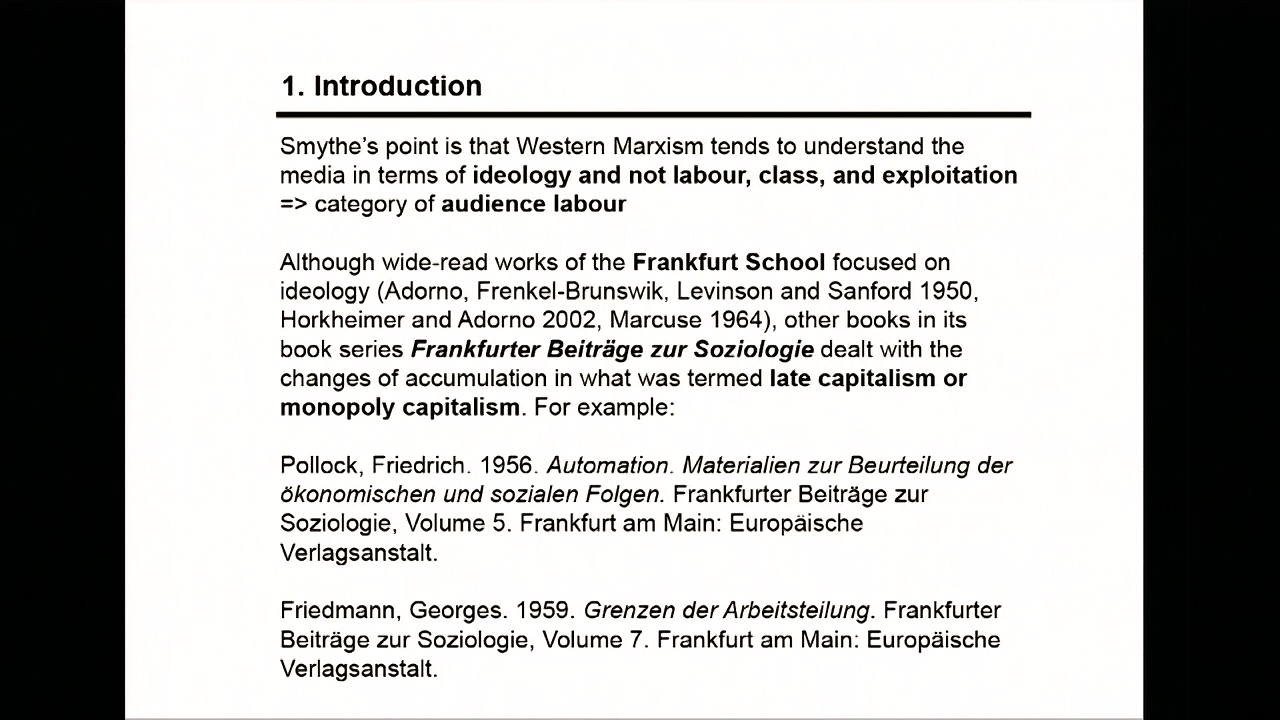 1. Introduction
Smythe’s point is that Western Marxism tends to understand the
media in terms of ideology and not labour, class, and exploitation
=> category of audience labour
Although wide-read works of the Frankfurt School focused on
ideology (Adorno, Frenkel-Brunswik, Levinson and Sanford 1950,
Horkheimer and Adorno 2002, Marcuse 1964), other books in its
book series Frankfurter Beiträge zur Soziologie dealt with the
changes of accumulation in what was termed late capitalism or
monopoly capitalism. For example:
Pollock, Friedrich. 1956. Automation. Materialien zur Beurteilung der
ökonomischen und sozialen Folgen. Frankfurter Beiträge zur
Soziologie, Volume 5. Frankfurt am Main: Europäische
Verlagsanstalt.
Friedmann, Georges. 1959. Grenzen der Arbeitsteilung. Frankfurter
Beiträge zur Soziologie, Volume 7. Frankfurt am Main: Europäische
Verlagsanstalt.